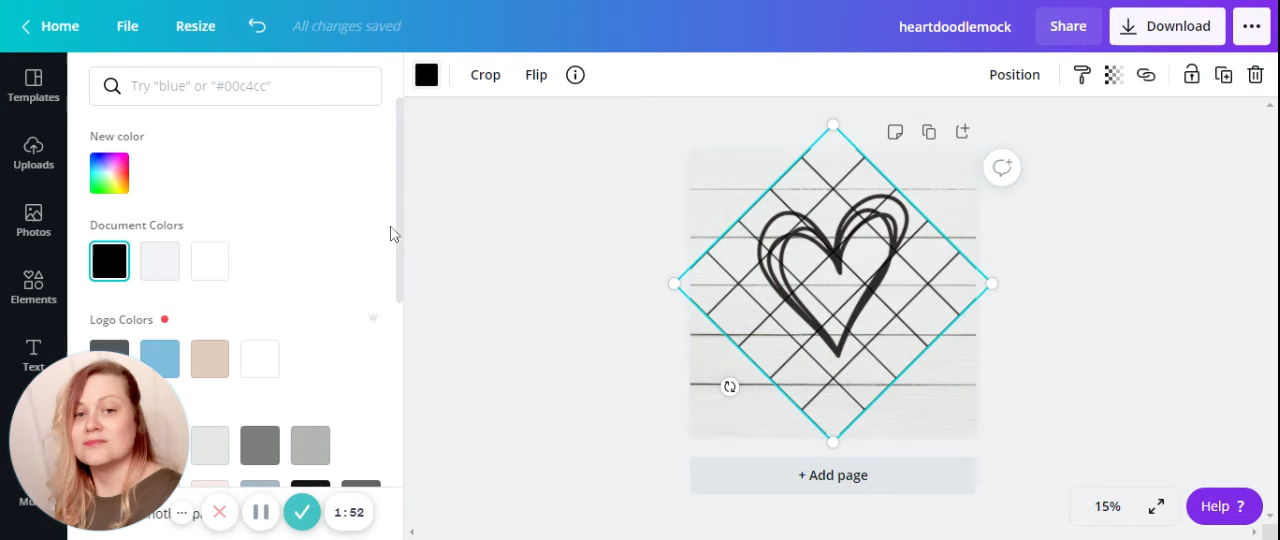 Home File Resize All changes saved heartdoodlemock Share Download
Templates
Uploads
Photos
Elements
Text
Try "blue" or "#00c4cc"
New color
Document Colors
Logo Colors
Crop Flip Position
+ Add page
1:52
15% Help ?